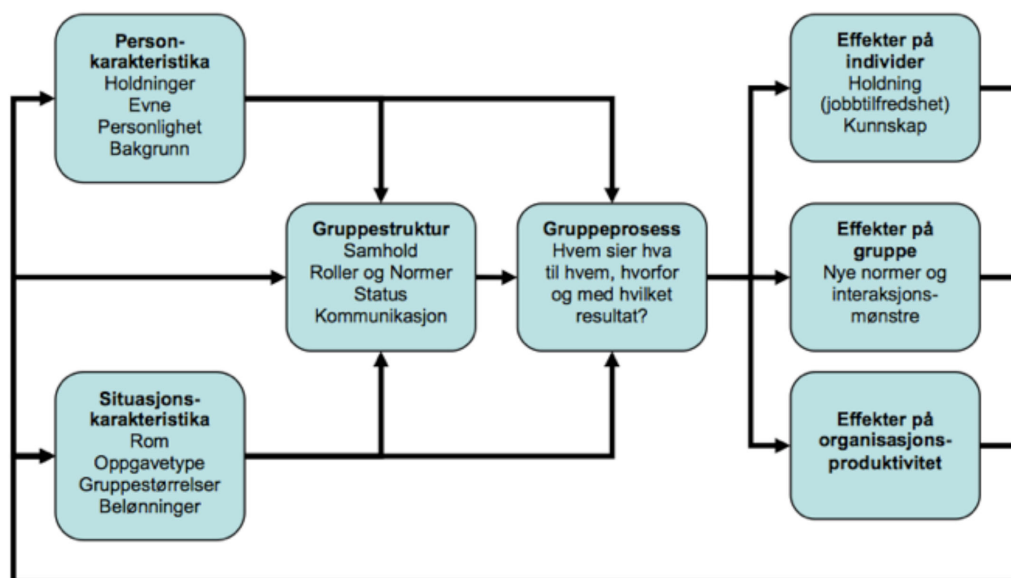 Person-
karakteristika
Holdninger
Evne
Personlighet
Bakgrunn
Gruppestruktur
Samhold
Roller og Normer
Status
Kommunikasjon
Situasjons-
karakteristika
Rom
Oppgavetype
Gruppestørrelser
Belønninger
Gruppeprosess
Hvem sier hva
til hvem, hvorfor
og med hvilket
resultat?
Effekter på
individer
Holdning
(jobbtilfredshet)
Kunnskap
Effekter på
gruppe
Nye normer og
interaksjons-
mønstre
Effekter på
organisasjons-
produktivitet